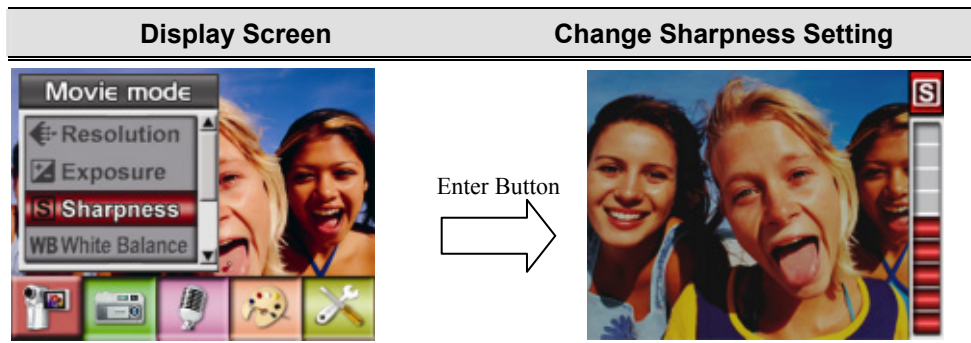 Display Screen
Change Sharpness Setting
Movie mode
Resolution
Exposure
S Sharpness
WB White Balance
Enter Button
S